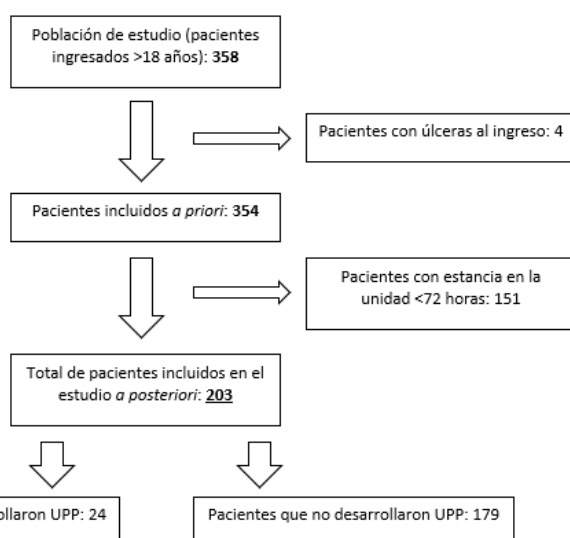 Población de estudio (pacientes
ingresados >18 años): 358
Pacientes con úlceras al ingreso: 4
Pacientes incluidos a priori: 354
Pacientes con estancia en la
unidad <72 horas: 151
Total de pacientes incluidos en el
estudio a posteriori: 203
ollaron UPP: 24
Pacientes que no desarrollaron UPP: 179